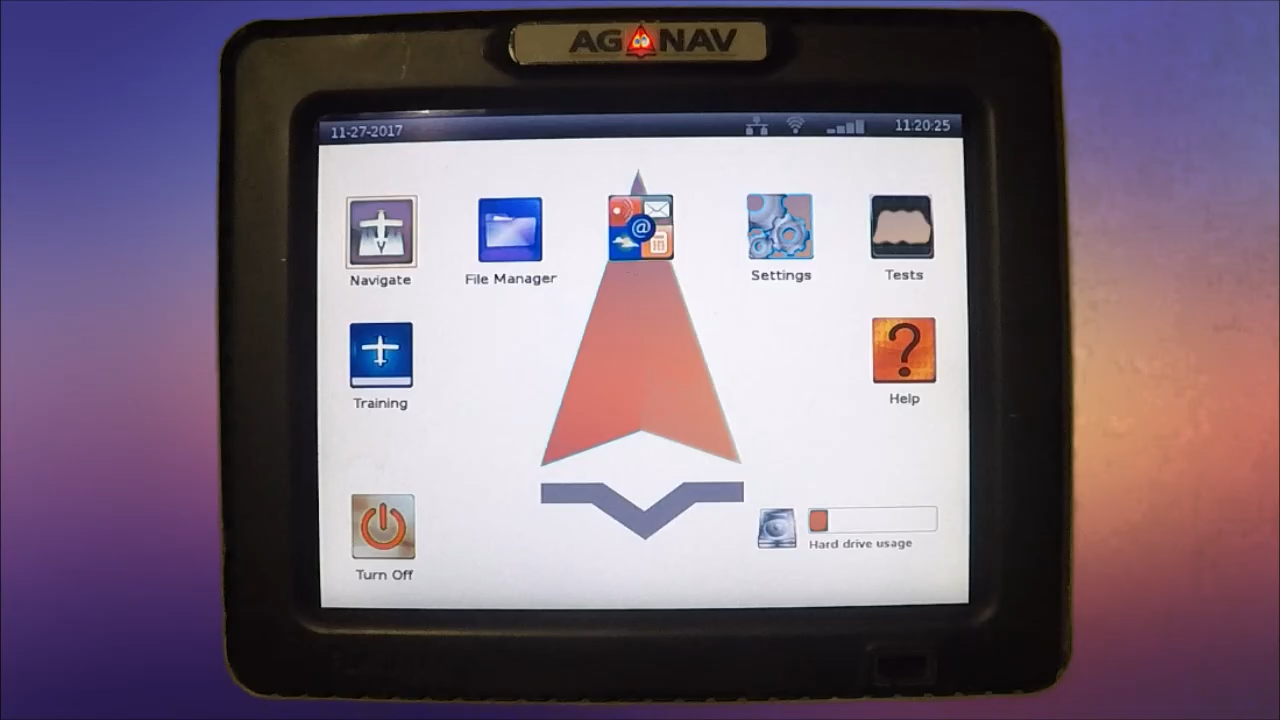 AG NAV
11-27-2017 11:20:25
Navigate
File Manager
Settings
Tests
Training
Help
Turn Off
Hard drive usage